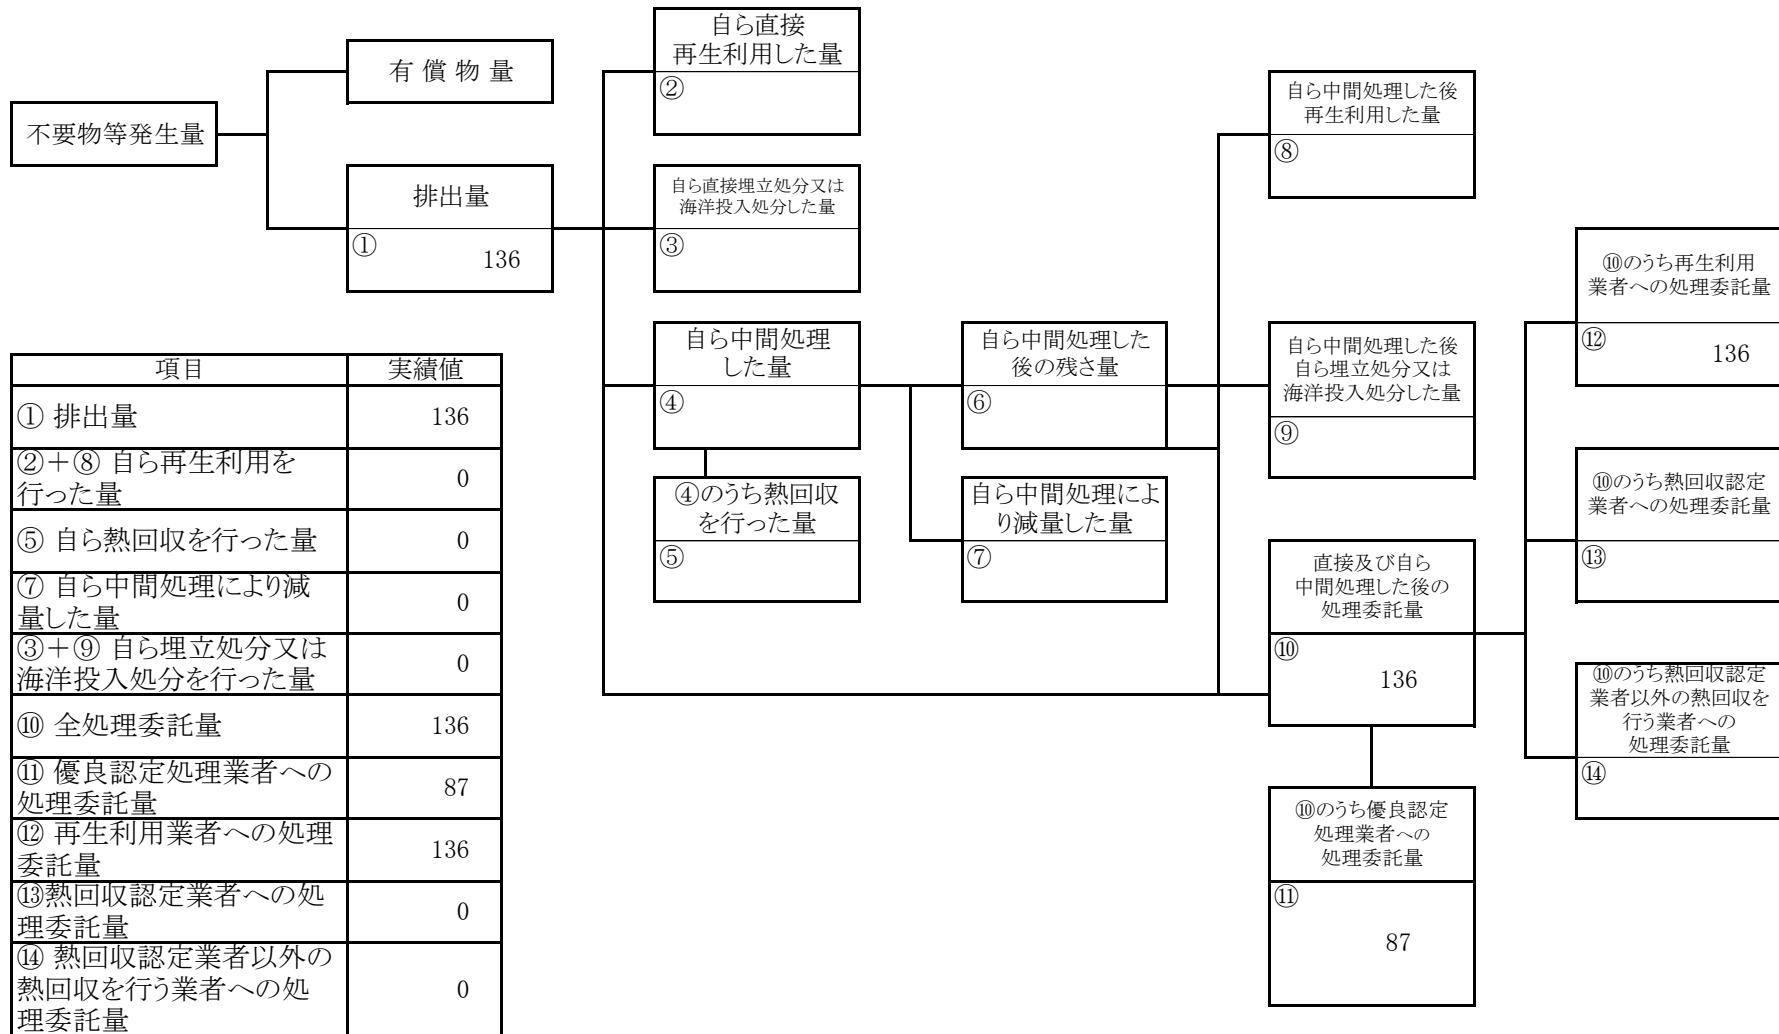 不要物等発生量
有 償 物 量
排出量
①
136
自ら直接
再生利用した量
②
自ら直接埋立処分又は
海洋投入処分した量
③
自ら中間処理
した量
④
④のうち熱回収
を行った量
⑤
自ら中間処理した
後の残さ量
⑥
自ら中間処理によ
り減量した量
⑦
自ら中間処理した後
再生利用した量
⑧
自ら中間処理した後
自ら埋立処分又は
海洋投入処分した量
⑨
直接及び自ら
中間処理した後の
処理委託量
⑩
136
⑩のうち優良認定
処理業者への
処理委託量
⑪
87
⑩のうち再生利用
業者への処理委託量
⑫
136
⑩のうち熱回収認定
業者への処理委託量
⑬
⑩のうち熱回収認定
業者以外の熱回収を
行う業者への
処理委託量
⑭
項目 実績値
① 排出量 136
②＋⑧ 自ら再生利用を
行った量 0
⑤ 自ら熱回収を行った量 0
⑦ 自ら中間処理により減
量した量 0
③＋⑨ 自ら埋立処分又は
海洋投入処分を行った量 0
⑩ 全処理委託量 136
⑪ 優良認定処理業者への
処理委託量 87
⑫ 再生利用業者への処理
委託量 136
⑬熱回収認定業者への処
理委託量 0
⑭ 熱回収認定業者以外の
熱回収を行う業者への処
理委託量 0